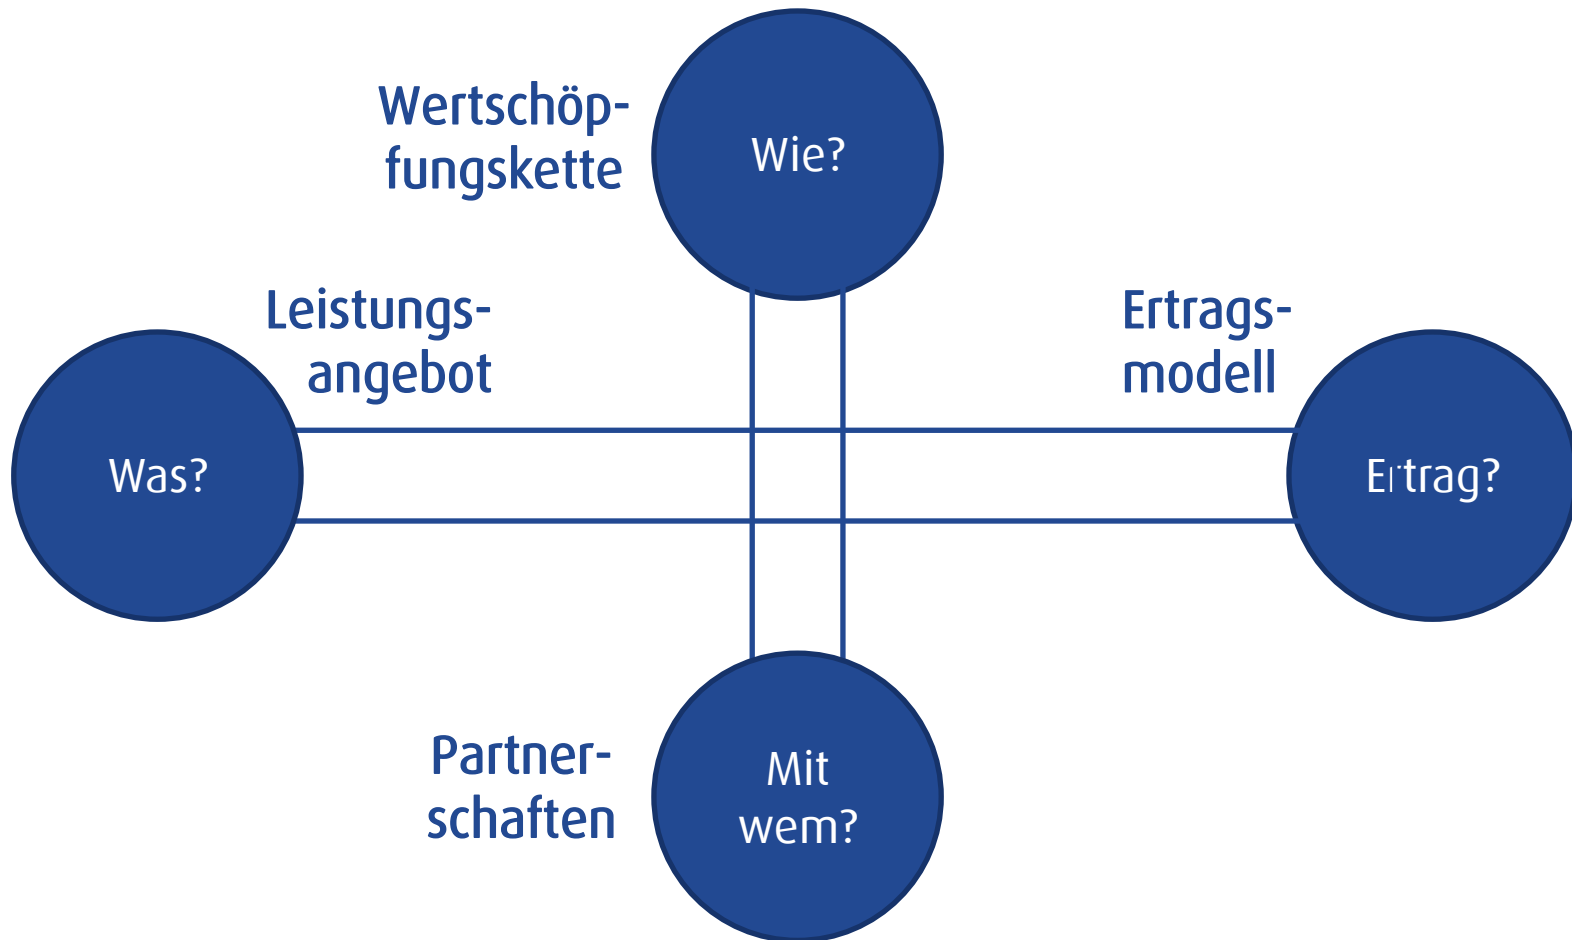 Wertschöp-
fungskette
Wie?
Leistungs-
angebot
Ertrags-
modell
Was?
Ertrag?
Partner-
schaften
Mit
wem?